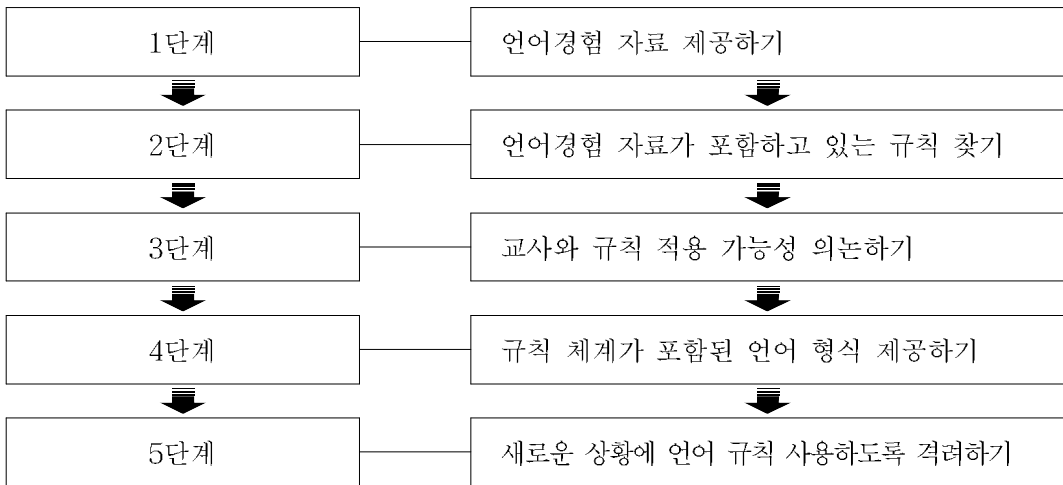 1단계
언어경험 자료 제공하기
2단계
언어경험 자료가 포함하고 있는 규칙 찾기
3단계
교사와 규칙 적용 가능성 의논하기
4단계
규칙 체계가 포함된 언어 형식 제공하기
5단계
새로운 상황에 언어 규칙 사용하도록 격려하기